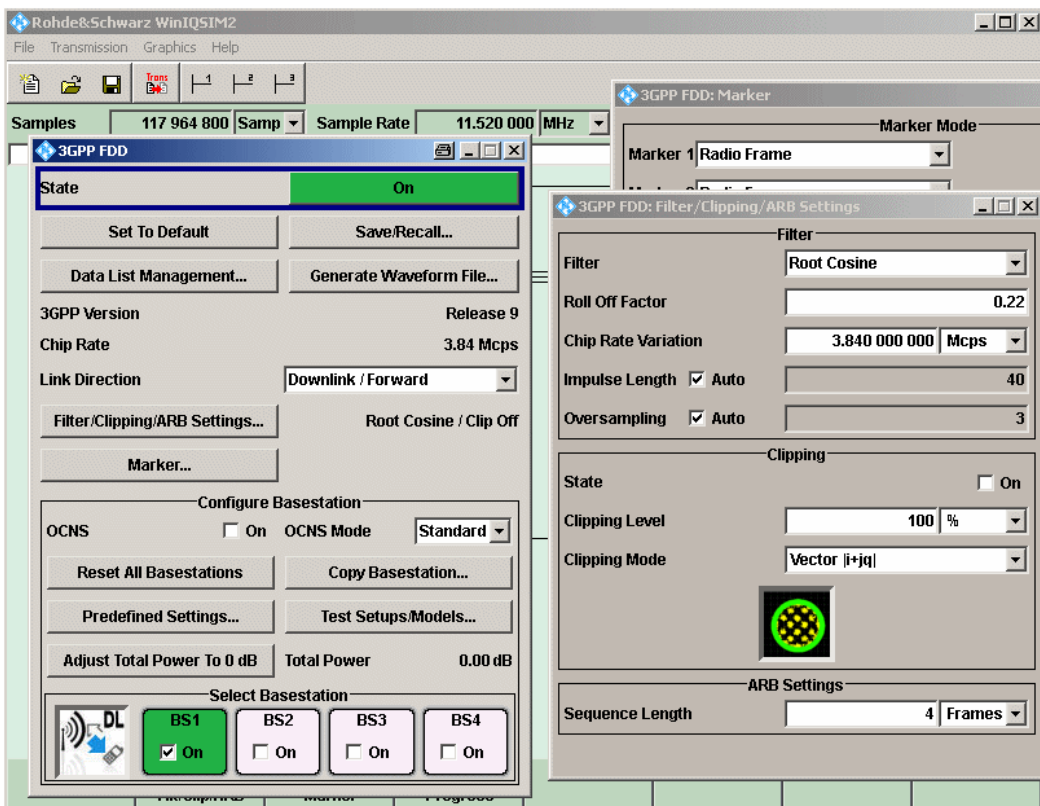 Rohde&Schwarz WinIQSIM2
File Transmission Graphics Help
Trans 1 2 3
Samples 117 964 800 Samp Sample Rate 11.520 000 MHz
3GPP FDD: Marker
Marker Mode
Marker 1 Radio Frame
3GPP FDD
State On
Set To Default Save/Recall...
Data List Management... Generate Waveform File...
3GPP Version Release 9
Chip Rate 3.84 Mcps
Link Direction Downlink / Forward
Filter/Clipping/ARB Settings... Root Cosine / Clip Off
Marker...
Configure Basestation
OCNS On OCNS Mode Standard
Reset All Basestations Copy Basestation...
Predefined Settings... Test Setups/Models...
Adjust Total Power To 0 dB Total Power 0.00 dB
Select Basestation
DL BS1 BS2 BS3 BS4
On On On On
3GPP FDD: Filter/Clipping/ARB Settings
Filter
Filter Root Cosine
Roll Off Factor 0.22
Chip Rate Variation 3.840 000 000 Mcps
Impulse Length Auto 40
Oversampling Auto 3
Clipping
State On
Clipping Level 100 %
Clipping Mode Vector |i+jq|
ARB Settings
Sequence Length 4 Frames